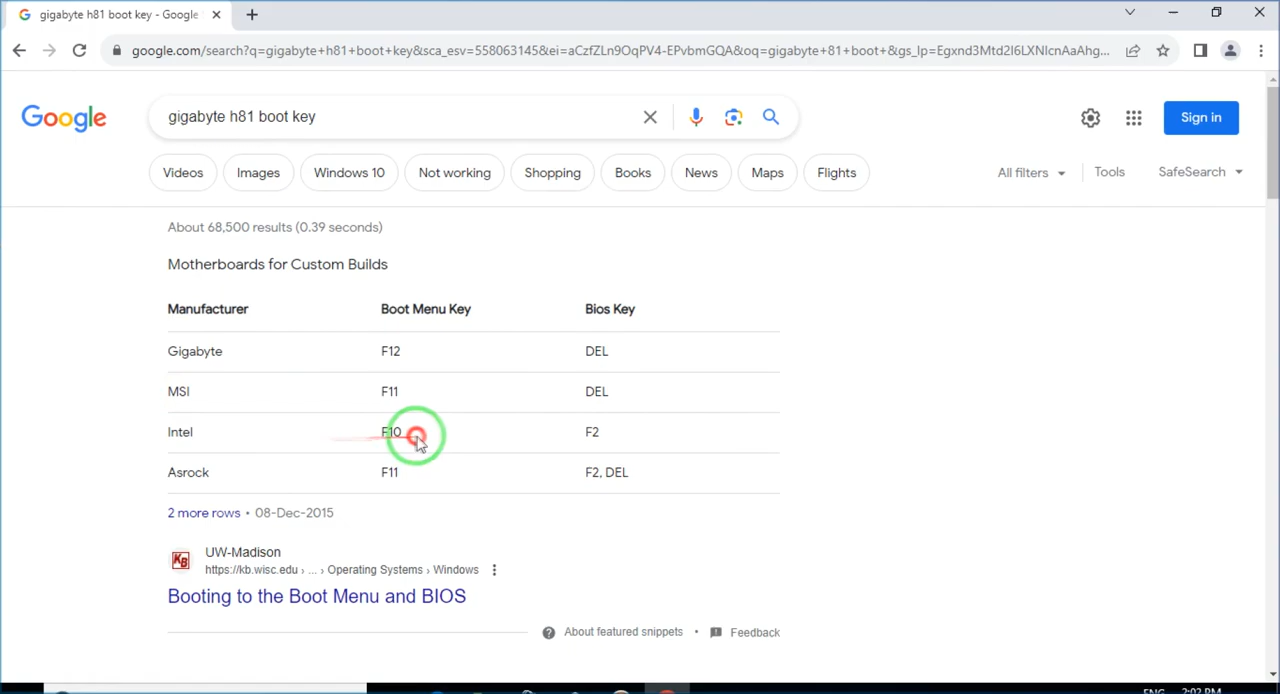 gigabyte h81 boot key - Google
google.com/search?q=gigabyte+h81+boot+key&sca_esv=558063145&ei=aCzfZLn9OqPV4-EPvbmGQA&oq=gigabyte+81+boot+&gs_lp=Egxnd3Mtd2l6LXNlcnAaAhg...
Google
gigabyte h81 boot key
Sign in
Videos Images Windows 10 Not working Shopping Books News Maps Flights All filters Tools SafeSearch
About 68,500 results (0.39 seconds)
Motherboards for Custom Builds
Manufacturer Boot Menu Key Bios Key
Gigabyte F12 DEL
MSI F11 DEL
Intel F10 F2
Asrock F11 F2, DEL
2 more rows • 08-Dec-2015
KB
UW-Madison
https://kb.wisc.edu › ... › Operating Systems › Windows
Booting to the Boot Menu and BIOS
About featured snippets • Feedback
ENG 2:02 PM